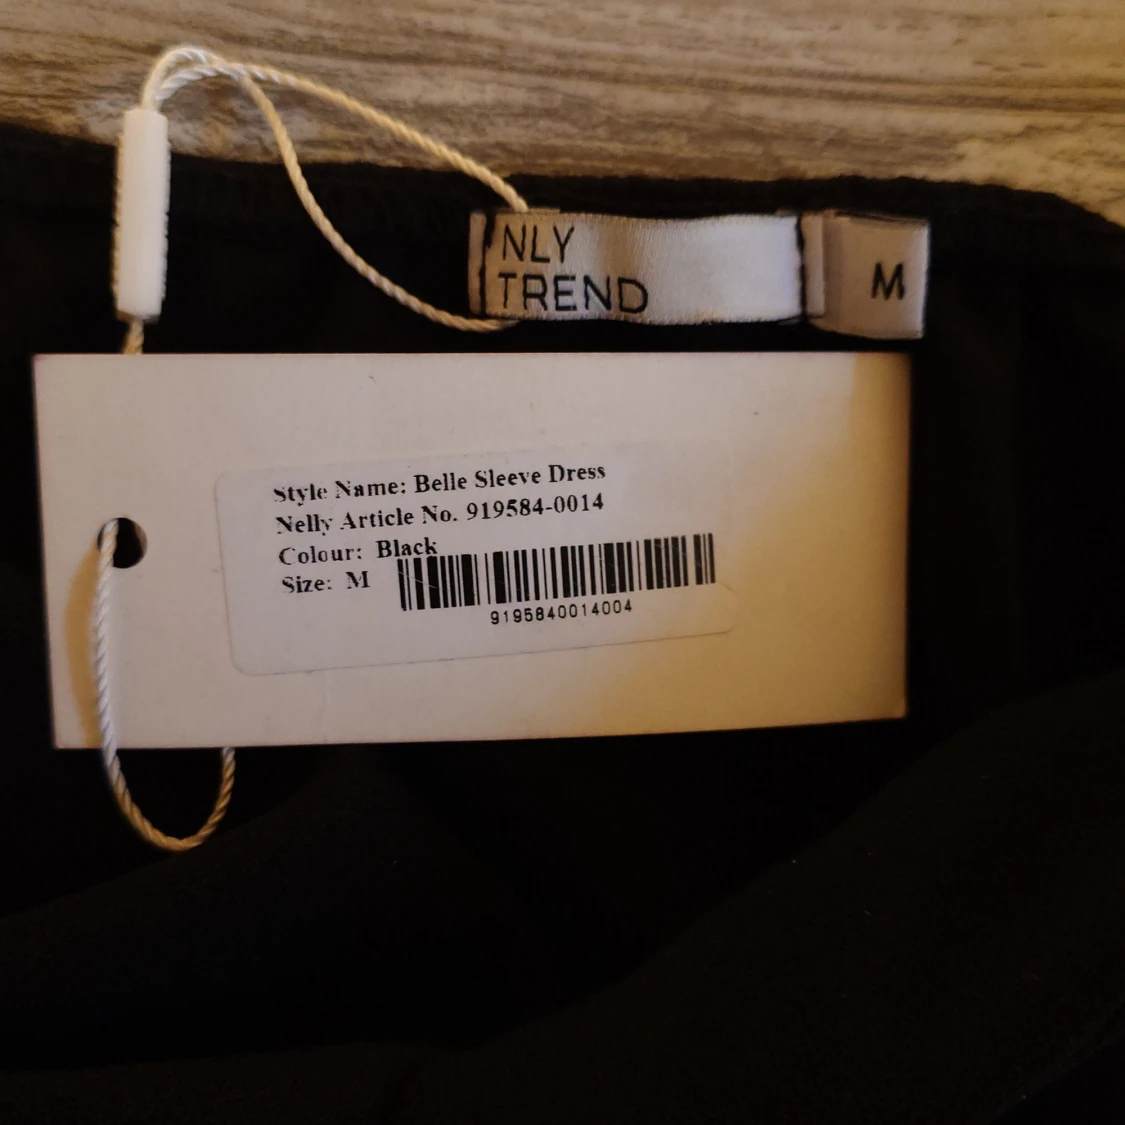 NLY
TREND
M
Style Name: Belle Sleeve Dress
Nelly Article No. 919584-0014
Colour: Black
Size: M
9195840014004